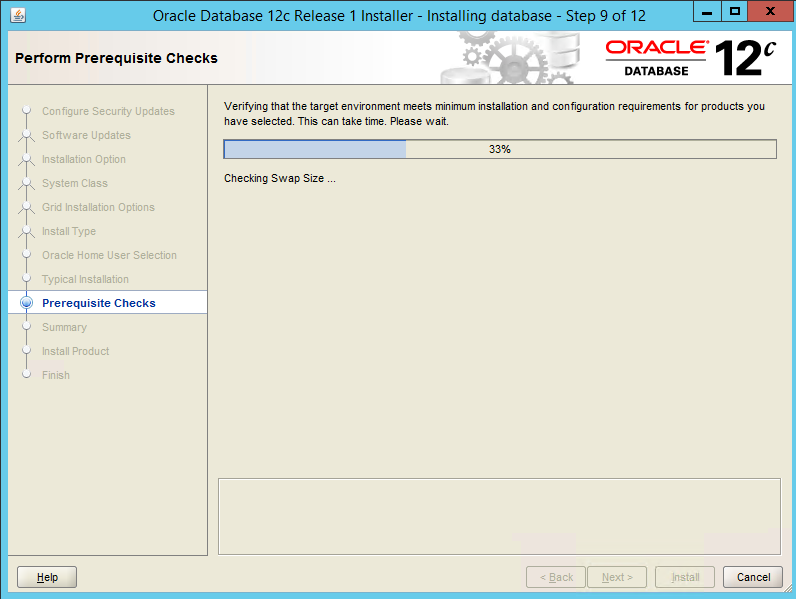 Oracle Database 12c Release 1 Installer - Installing database - Step 9 of 12
Perform Prerequisite Checks
ORACLE®
DATABASE
12c
Configure Security Updates
Software Updates
Installation Option
System Class
Grid Installation Options
Install Type
Oracle Home User Selection
Typical Installation
Prerequisite Checks
Summary
Install Product
Finish
Verifying that the target environment meets minimum installation and configuration requirements for products you
have selected. This can take time. Please wait.
33%
Checking Swap Size ...
Help
< Back
Next >
Install
Cancel